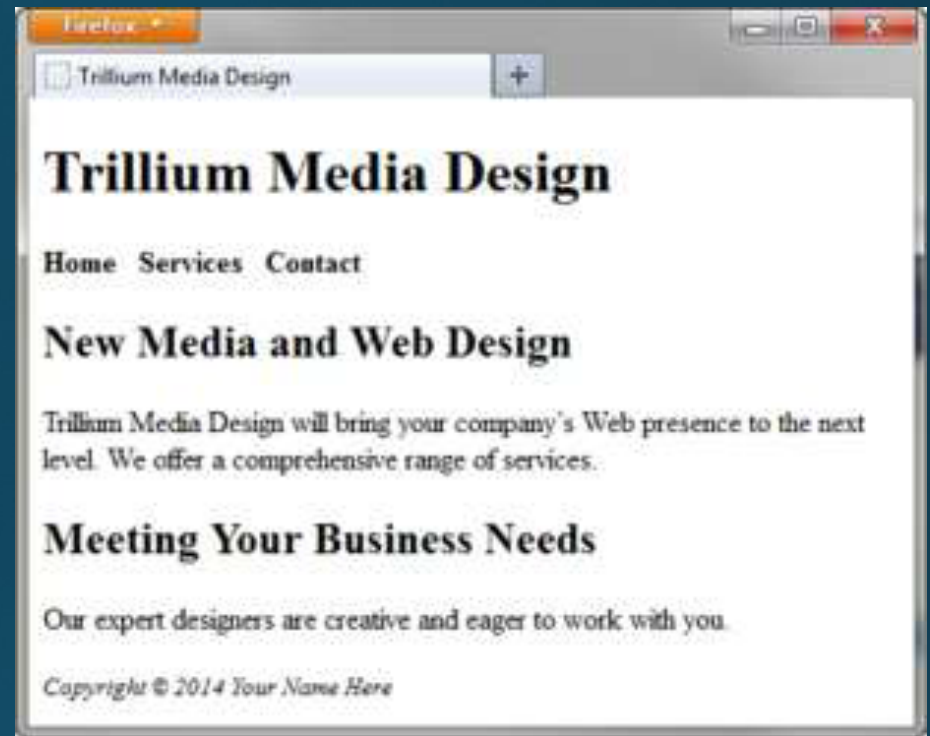 Firefox
Trillium Media Design
Trillium Media Design
Home Services Contact
New Media and Web Design
Trillium Media Design will bring your company's Web presence to the next
level. We offer a comprehensive range of services.
Meeting Your Business Needs
Our expert designers are creative and eager to work with you.
Copyright © 2014 Your Name Here